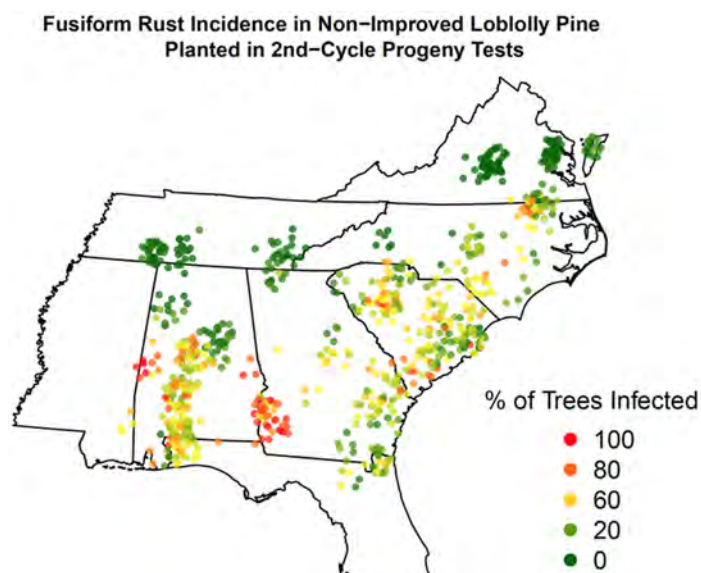 Fusiform Rust Incidence in Non−Improved Loblolly Pine
Planted in 2nd−Cycle Progeny Tests
% of Trees Infected
100
80
60
20
0